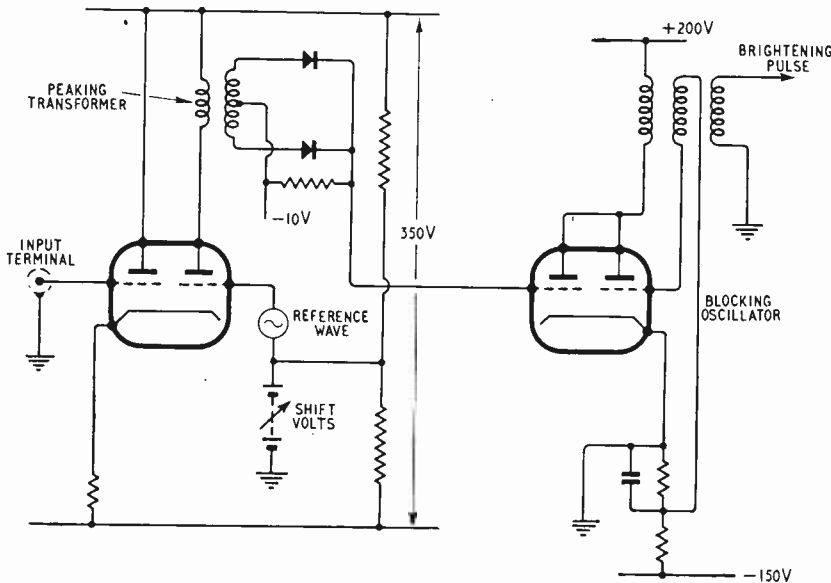 +200V
BRIGHTENING
PULSE
PEAKING
TRANSFORMER
−10V
350V
INPUT
TERMINAL
REFERENCE
WAVE
BLOCKING
OSCILLATOR
SHIFT
VOLTS
−150V